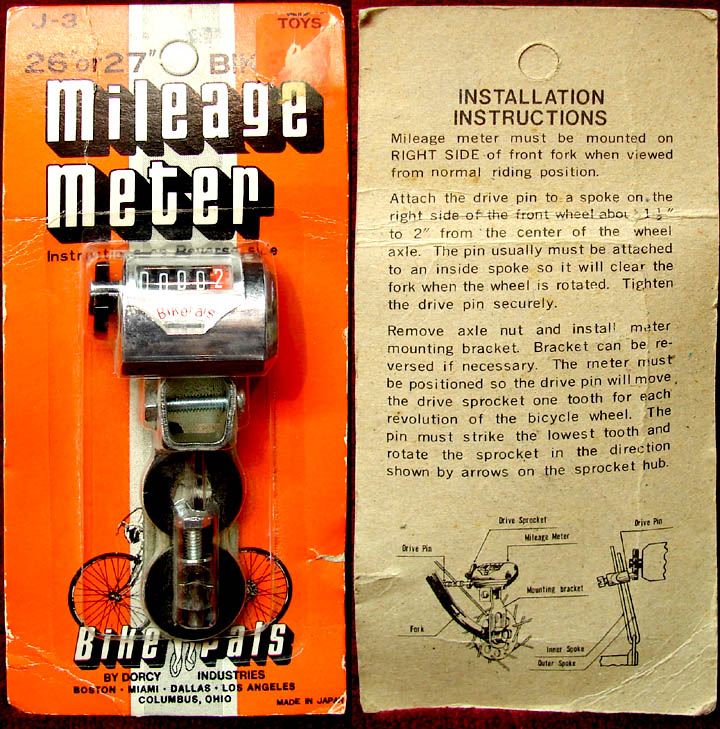 J-3
TOYS
26"or 27" BIKE
Mileage
Meter
Instructions on Reverse side
0 0 0 0 2
Bike Pals
Bike Pals
BY DORCY INDUSTRIES
BOSTON · MIAMI · DALLAS · LOS ANGELES
COLUMBUS, OHIO
MADE IN JAPAN
INSTALLATION
INSTRUCTIONS
Mileage meter must be mounted on
RIGHT SIDE of front fork when viewed
from normal riding position.
Attach the drive pin to a spoke on the
right side of the front wheel about 1½"
to 2" from the center of the wheel
axle. The pin usually must be attached
to an inside spoke so it will clear the
fork when the wheel is rotated. Tighten
the drive pin securely.
Remove axle nut and install meter
mounting bracket. Bracket can be re-
versed if necessary. The meter must
be positioned so the drive pin will move
the drive sprocket one tooth for each
revolution of the bicycle wheel. The
pin must strike the lowest tooth and
rotate the sprocket in the direction
shown by arrows on the sprocket hub.
Drive Sprocket
Drive Pin
Mileage Meter
Drive Pin
Mounting bracket
Fork
Inner Spoke
Outer Spoke